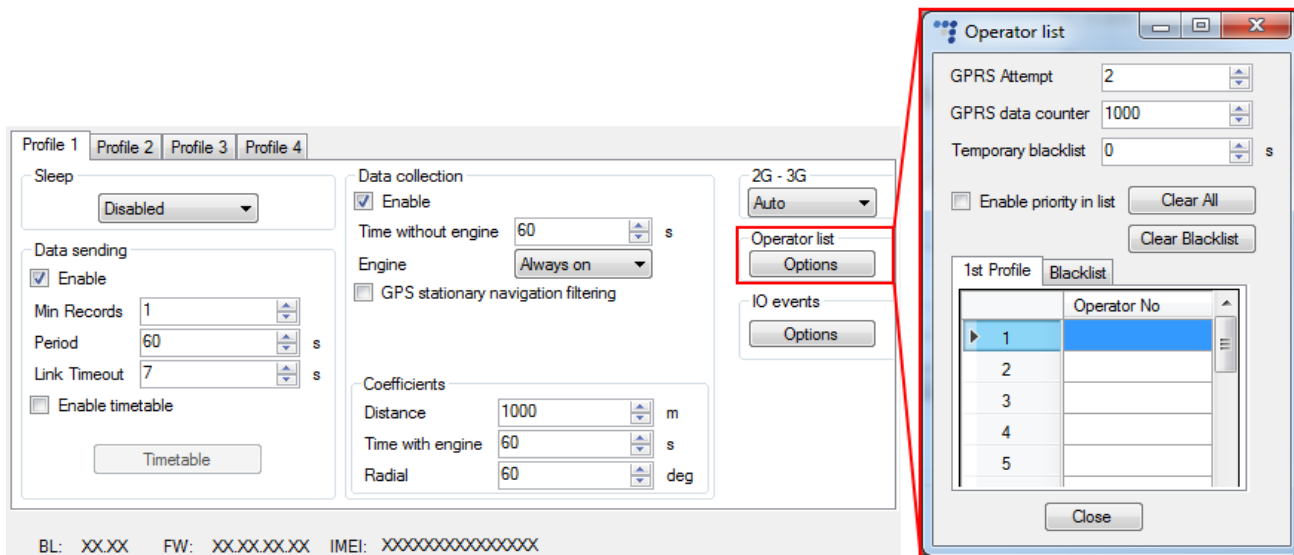 Profile 1 Profile 2 Profile 3 Profile 4
Sleep
Disabled
Data sending
Enable
Min Records 1
Period 60 s
Link Timeout 7 s
Enable timetable
Timetable
Data collection
Enable
Time without engine 60 s
Engine Always on
GPS stationary navigation filtering
Coefficients
Distance 1000 m
Time with engine 60 s
Radial 60 deg
2G - 3G
Auto
Operator list
Options
IO events
Options
BL: XX.XX FW: XX.XX.XX.XX IMEI: XXXXXXXXXXXXXXX
Operator list
GPRS Attempt 2
GPRS data counter 1000
Temporary blacklist 0 s
Enable priority in list Clear All
Clear Blacklist
1st Profile Blacklist
Operator No
1
2
3
4
5
Close